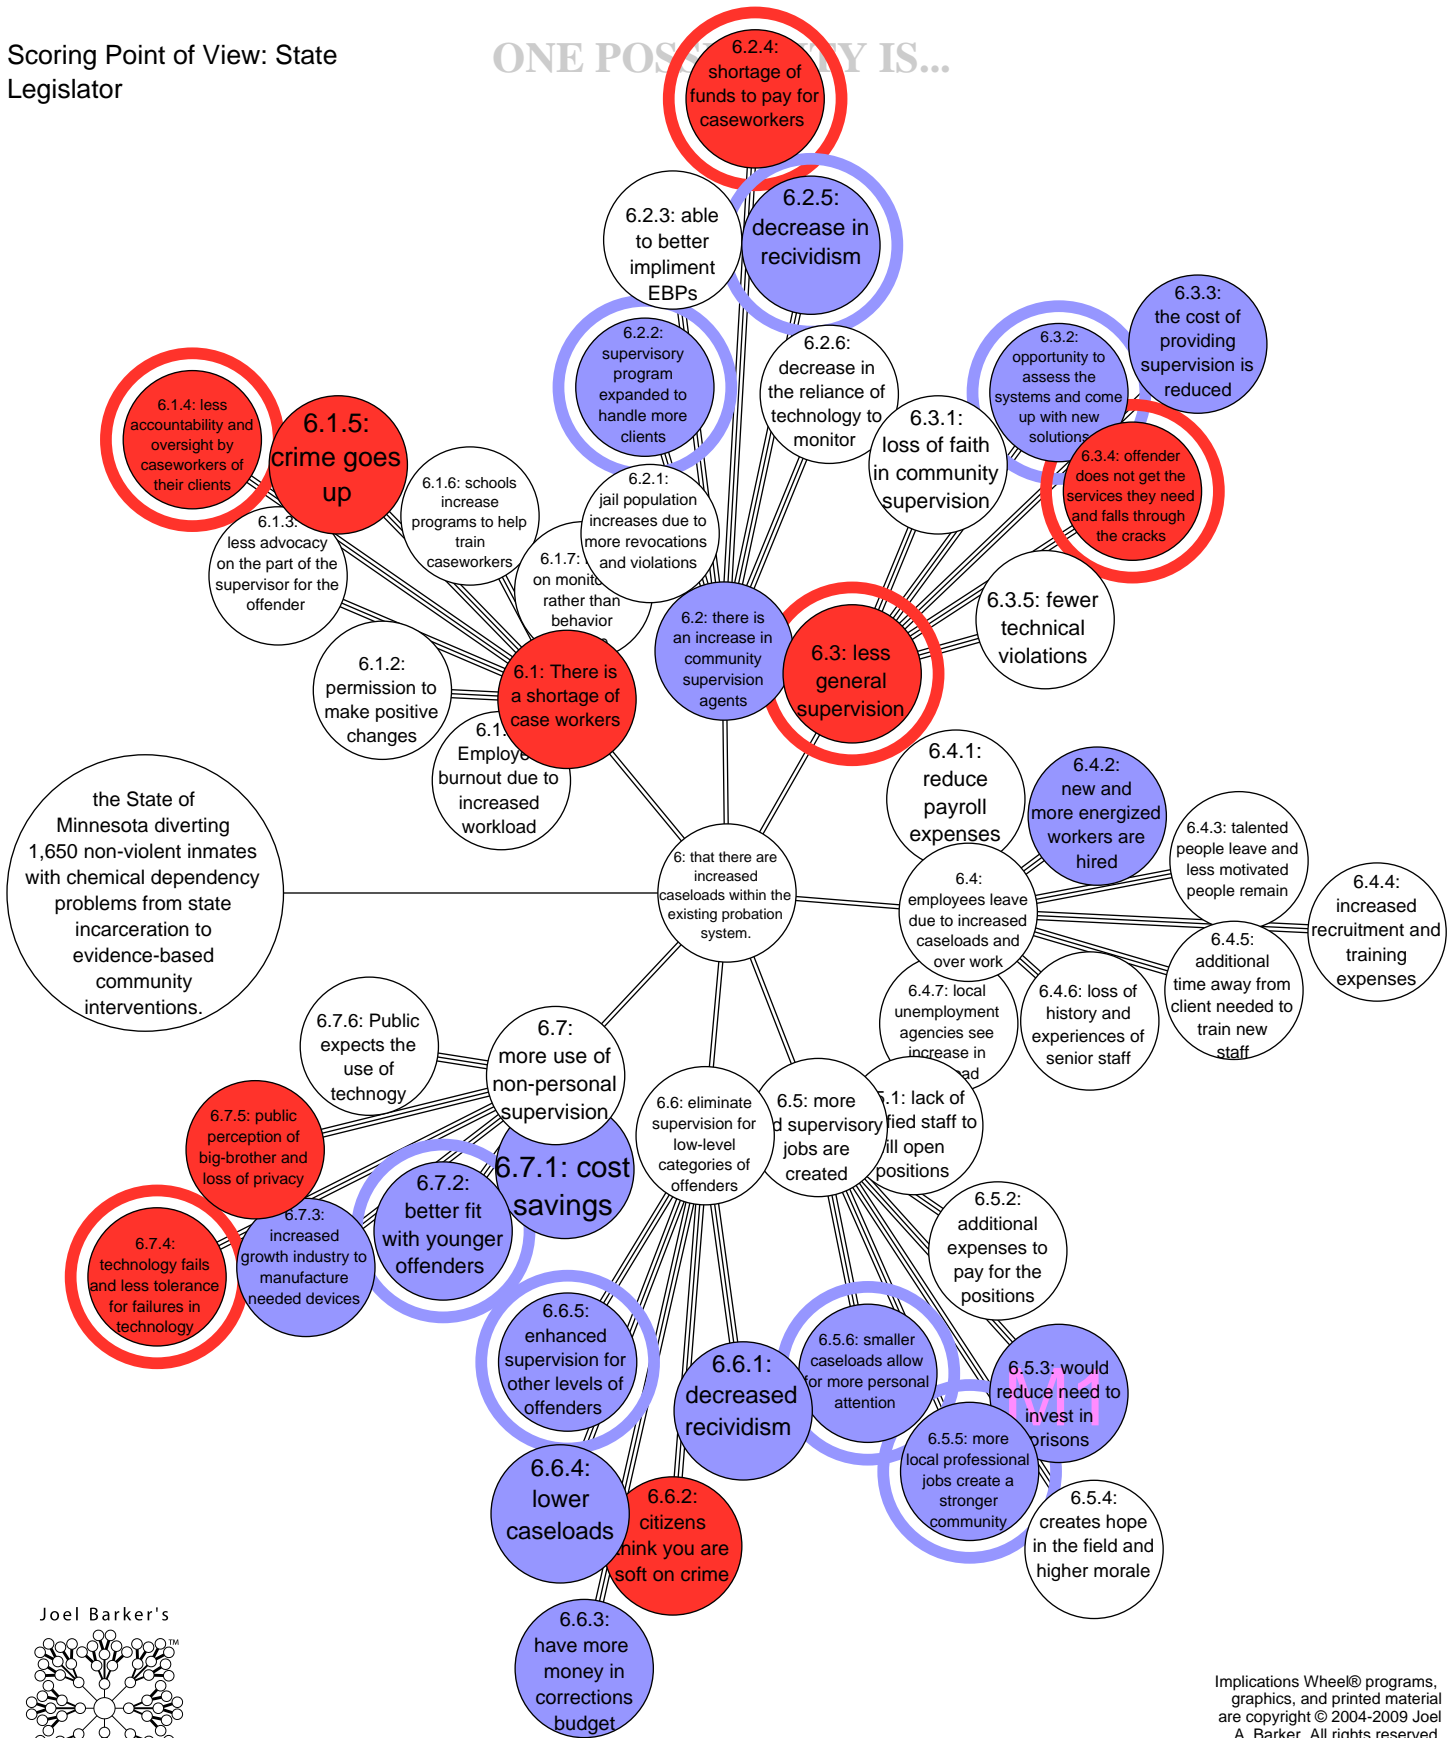 Scoring Point of View: State
Legislator
ONE POSS TY IS...
6.2.4:
shortage of
funds to pay for
caseworkers
6.2.3: able
to better
impliment
EBPs
6.2.5:
decrease in
recividism
6.2.2:
supervisory
program
expanded to
handle more
clients
6.2.6:
decrease in
the reliance of
technology to
monitor
6.2.1:
jail population
increases due to
more revocations
and violations
6.3.3:
the cost of
providing
supervision is
reduced
6.3.2:
opportunity to
assess the
systems and come
up with new
solutions
6.3.1:
loss of faith
in community
supervision
6.3.4: offender
does not get the
services they need
and falls through
the cracks
6.3.5: fewer
technical
violations
6.1.4: less
accountability and
oversight by
caseworkers of
their clients
6.1.5:
crime goes
up
6.1.6: schools
increase
programs to help
train
caseworkers
6.1.3:
less advocacy
on the part of the
supervisor for the
offender
6.1.7:
on monito
rather than
behavior
6.1.2:
permission to
make positive
changes
6.1: There is
a shortage of
case workers
6.1.
Employe
burnout due to
increased
workload
6.2: there is
an increase in
community
supervision
agents
6.3: less
general
supervision
the State of
Minnesota diverting
1,650 non-violent inmates
with chemical dependency
problems from state
incarceration to
evidence-based
community
interventions.
6: that there are
increased
caseloads within the
existing probation
system.
6.4.1:
reduce
payroll
expenses
6.4.2:
new and
more energized
workers are
hired
6.4.3: talented
people leave and
less motivated
people remain
6.4.4:
increased
recruitment and
training
expenses
6.4:
employees leave
due to increased
caseloads and
over work
6.4.5:
additional
time away from
client needed to
train new
staff
6.4.6: loss of
history and
experiences of
senior staff
6.4.7: local
unemployment
agencies see
increase in
ad
6.7.6: Public
expects the
use of
technogy
6.7:
more use of
non-personal
supervision
6.7.5: public
perception of
big-brother and
loss of privacy
6.7.1: cost
savings
6.7.2:
better fit
with younger
offenders
6.7.3:
increased
growth industry to
manufacture
needed devices
6.7.4:
technology fails
and less tolerance
for failures in
technology
6.6: eliminate
supervision for
low-level
categories of
offenders
6.5: more
d supervisory
jobs are
created
5.1: lack of
fied staff to
ill open
positions
6.5.2:
additional
expenses to
pay for the
positions
6.6.5:
enhanced
supervision for
other levels of
offenders
6.6.1:
decreased
recividism
6.5.6: smaller
caseloads allow
for more personal
attention
6.5.3: would
reduce need to
invest in
prisons
M1
6.5.5: more
local professional
jobs create a
stronger
community
6.5.4:
creates hope
in the field and
higher morale
6.6.4:
lower
caseloads
6.6.2:
citizens
think you are
soft on crime
6.6.3:
have more
money in
corrections
budget
Joel Barker's
TM
Implications Wheel® programs,
graphics, and printed material
are copyright © 2004-2009 Joel
A. Barker. All rights reserved.